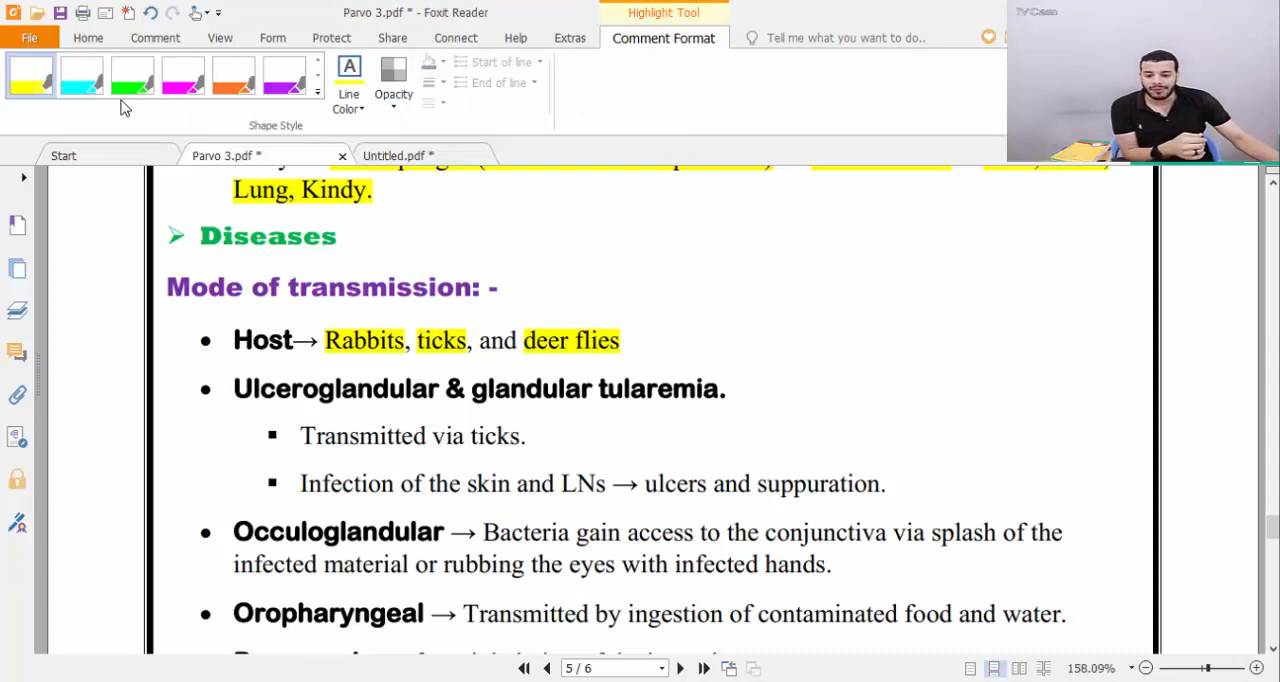 Parvo 3.pdf * - Foxit Reader
Highlight Tool
TVCam
File Home Comment View Form Protect Share Connect Help Extras Comment Format Tell me what you want to do..
Start of line
End of line
Line Color
Opacity
Shape Style
Start Parvo 3.pdf * Untitled.pdf *
Lung, Kindy.
➢ Diseases
Mode of transmission: -
• Host→ Rabbits, ticks, and deer flies
• Ulceroglandular & glandular tularemia.
▪ Transmitted via ticks.
▪ Infection of the skin and LNs → ulcers and suppuration.
• Occuloglandular → Bacteria gain access to the conjunctiva via splash of the
infected material or rubbing the eyes with infected hands.
• Oropharyngeal → Transmitted by ingestion of contaminated food and water.
5 / 6
158.09%